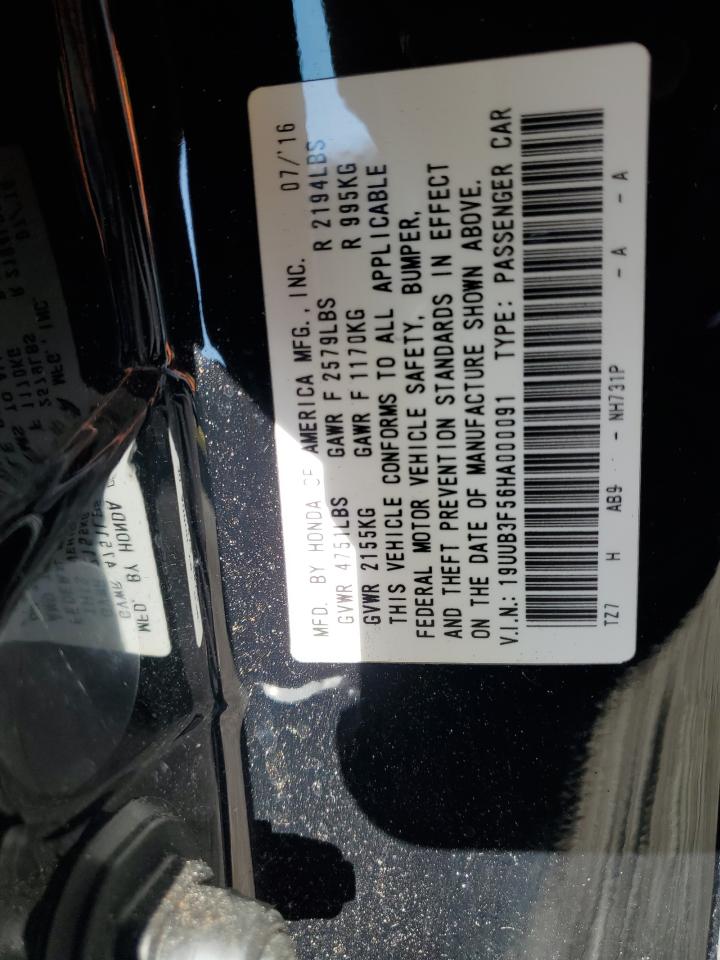 MFD. BY HONDA OF AMERICA MFG., INC. 07/'16
GVWR 4751LBS GAWR F 2579LBS R 2194LBS
GVWR 2155KG GAWR F 1170KG R 995KG
THIS VEHICLE CONFORMS TO ALL APPLICABLE
FEDERAL MOTOR VEHICLE SAFETY, BUMPER,
AND THEFT PREVENTION STANDARDS IN EFFECT
ON THE DATE OF MANUFACTURE SHOWN ABOVE.
V.I.N.: 19UUB3F56HA000091 TYPE: PASSENGER CAR
TZ7 H AB9 - NH731P - A - A